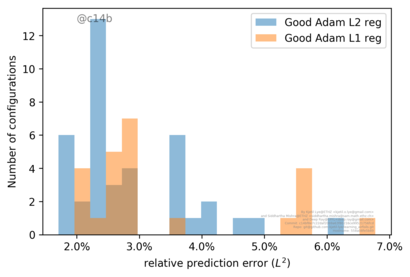 @c14b
Good Adam L2 reg
Good Adam L1 reg
12
10
8
6
4
2
0
Number of configurations
2.0% 3.0% 4.0% 5.0% 6.0% 7.0%
relative prediction error (L²)